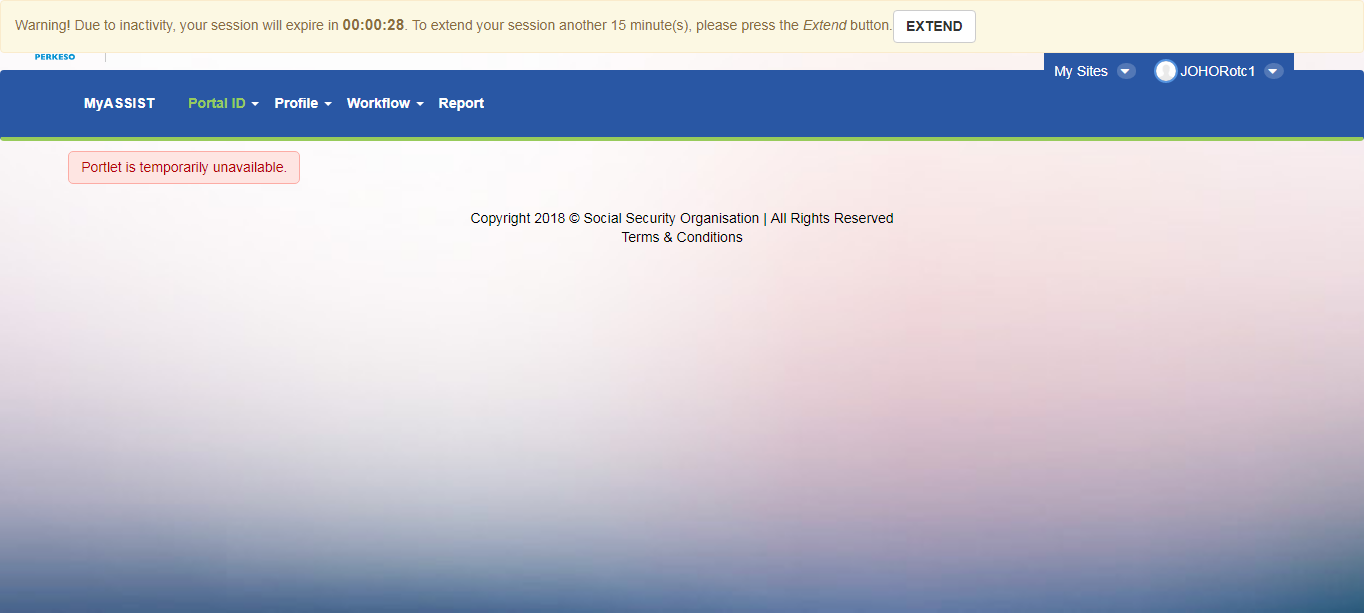 Warning! Due to inactivity, your session will expire in 00:00:28. To extend your session another 15 minute(s), please press the Extend button. EXTEND
PERKESO
My Sites JOHORotc1
MyASSIST Portal ID Profile Workflow Report
Portlet is temporarily unavailable.
Copyright 2018 © Social Security Organisation | All Rights Reserved
Terms & Conditions